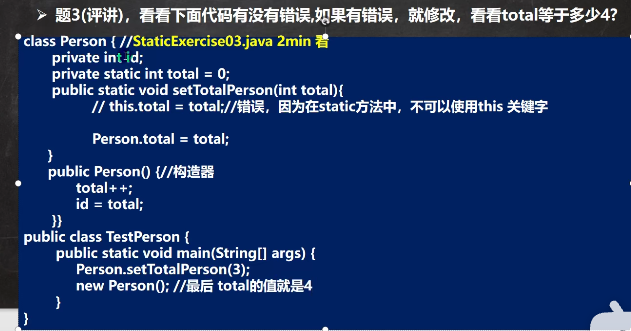 ➢ 题3(评讲)，看看下面代码有没有错误,如果有错误，就修改，看看total等于多少4?
class Person { //StaticExercise03.java 2min 看
private int id;
private static int total = 0;
public static void setTotalPerson(int total){
// this.total = total;//错误，因为在static方法中，不可以使用this 关键字
Person.total = total;
}
public Person() {//构造器
total++;
id = total;
}}
public class TestPerson {
public static void main(String[] args) {
Person.setTotalPerson(3);
new Person(); //最后 total的值就是4
}
}